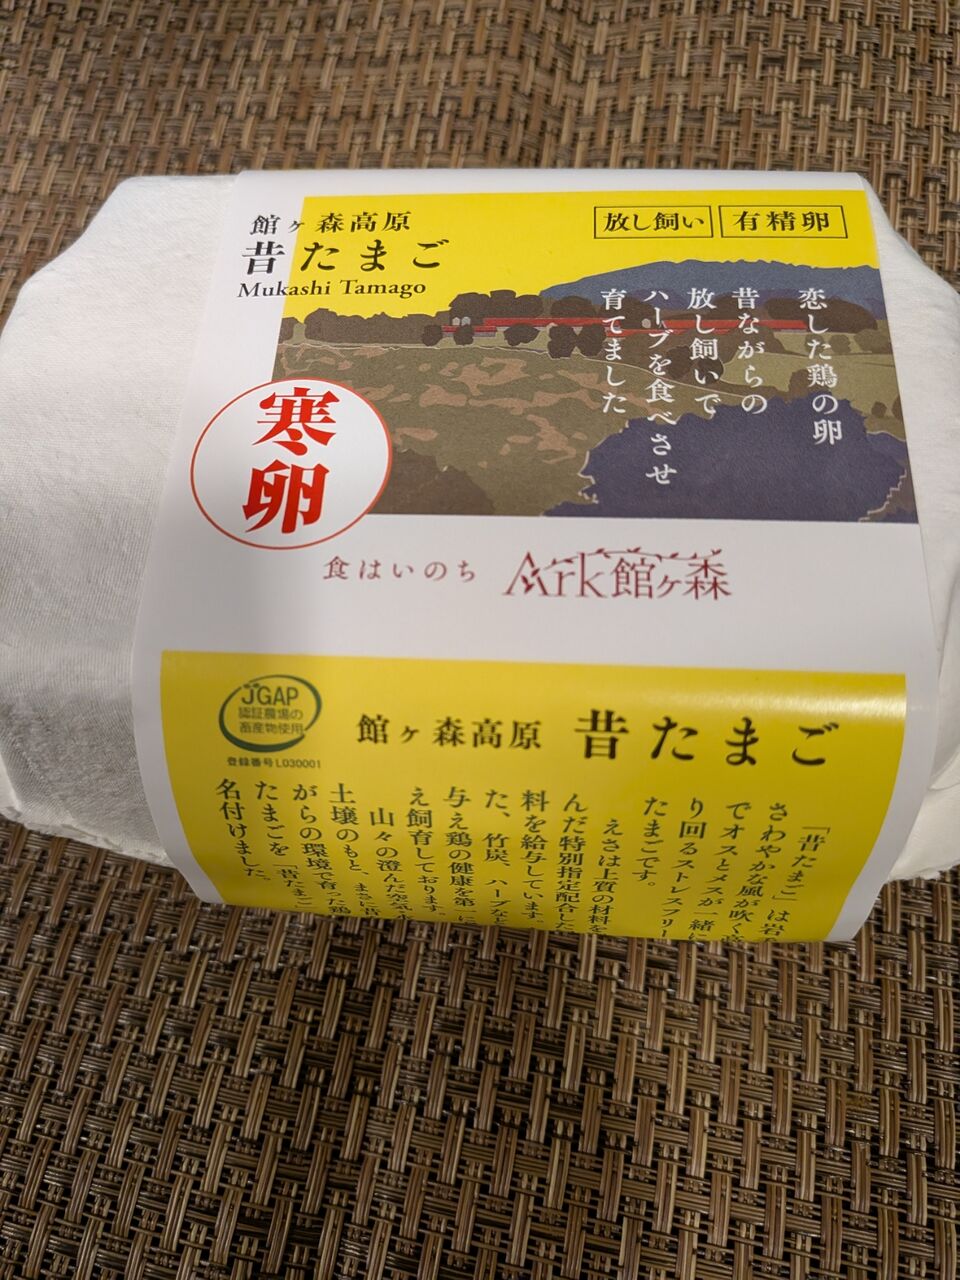 館ヶ森高原
昔たまご
Mukashi Tamago
放し飼い
有精卵
恋した鶏の卵
昔ながらの
放し飼いで
ハーブを食べさせ
育てました
寒卵
食はいのち
Ark館ヶ森
JGAP
認証農場の
畜産物使用
登録番号L030001
館ヶ森高原 昔たまご
「昔たまご」は岩
さわやかな風が吹く
でオスとメスが一緒に
り回るストレスフリー
たまごです。
えさは上質の材料を
んだ特別指定配合した
料を給与しています。
た、竹炭、ハーブな
与え鶏の健康を第一に
え飼育しております。
山々の澄んだ空気、水
土壌のもと、まさに昔
がらの環境で育った鶏
たまごを「昔たまご
名付けました。